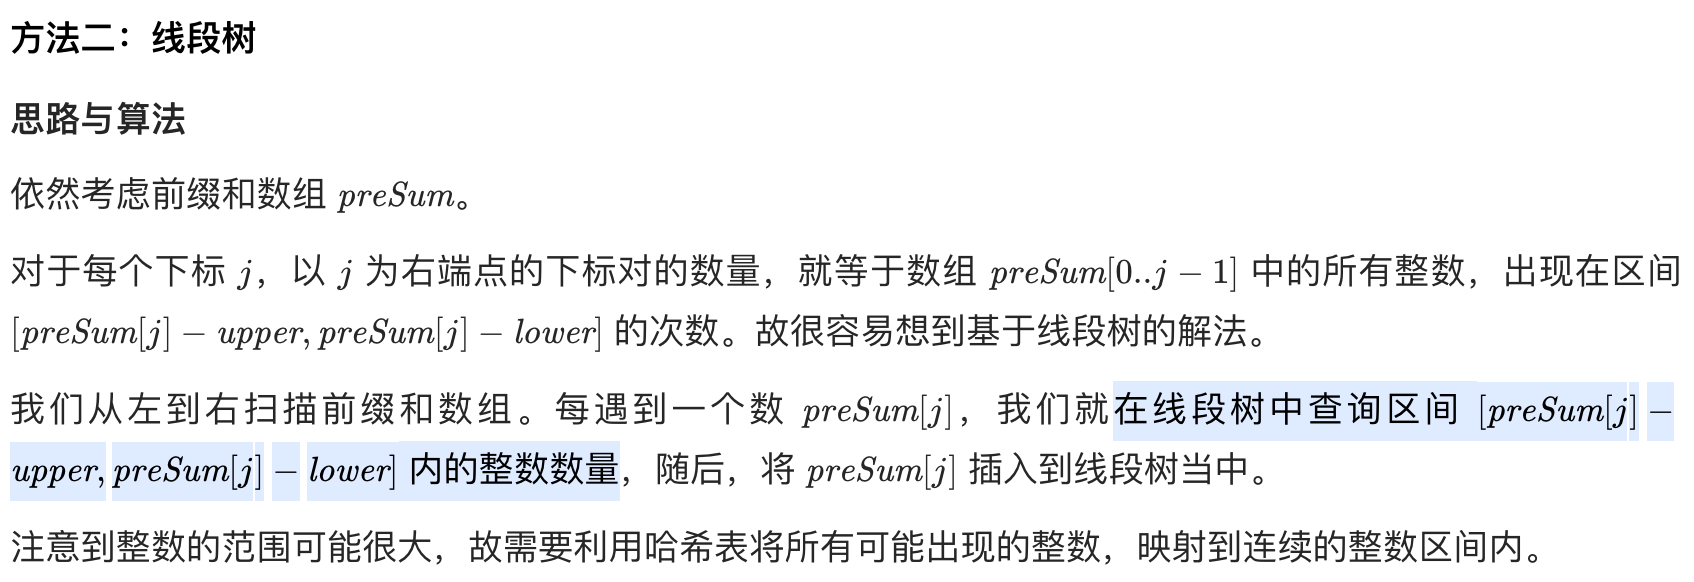 方法二：线段树
思路与算法
依然考虑前缀和数组 preSum。
对于每个下标 j，以 j 为右端点的下标对的数量，就等于数组 preSum[0..j − 1] 中的所有整数，出现在区间
[preSum[j] − upper, preSum[j] − lower] 的次数。故很容易想到基于线段树的解法。
我们从左到右扫描前缀和数组。每遇到一个数 preSum[j]，我们就在线段树中查询区间 [preSum[j] −
upper, preSum[j] − lower] 内的整数数量，随后，将 preSum[j] 插入到线段树当中。
注意到整数的范围可能很大，故需要利用哈希表将所有可能出现的整数，映射到连续的整数区间内。